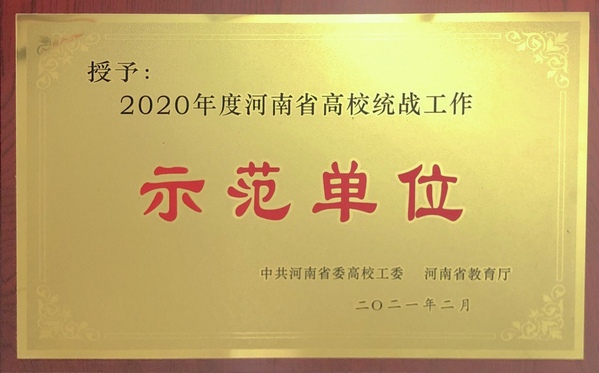 授予：
2020年度河南省高校统战工作
示范单位
中共河南省委高校工委 河南省教育厅
二〇二一年二月